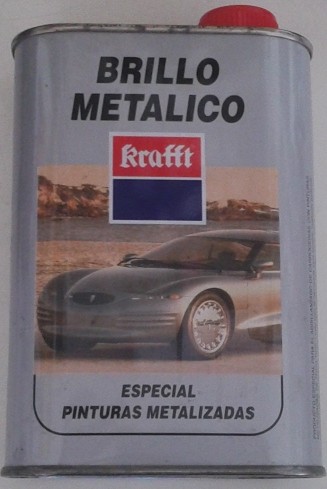 BRILLO
METALICO
Krafft
ESPECIAL
PINTURAS METALIZADAS